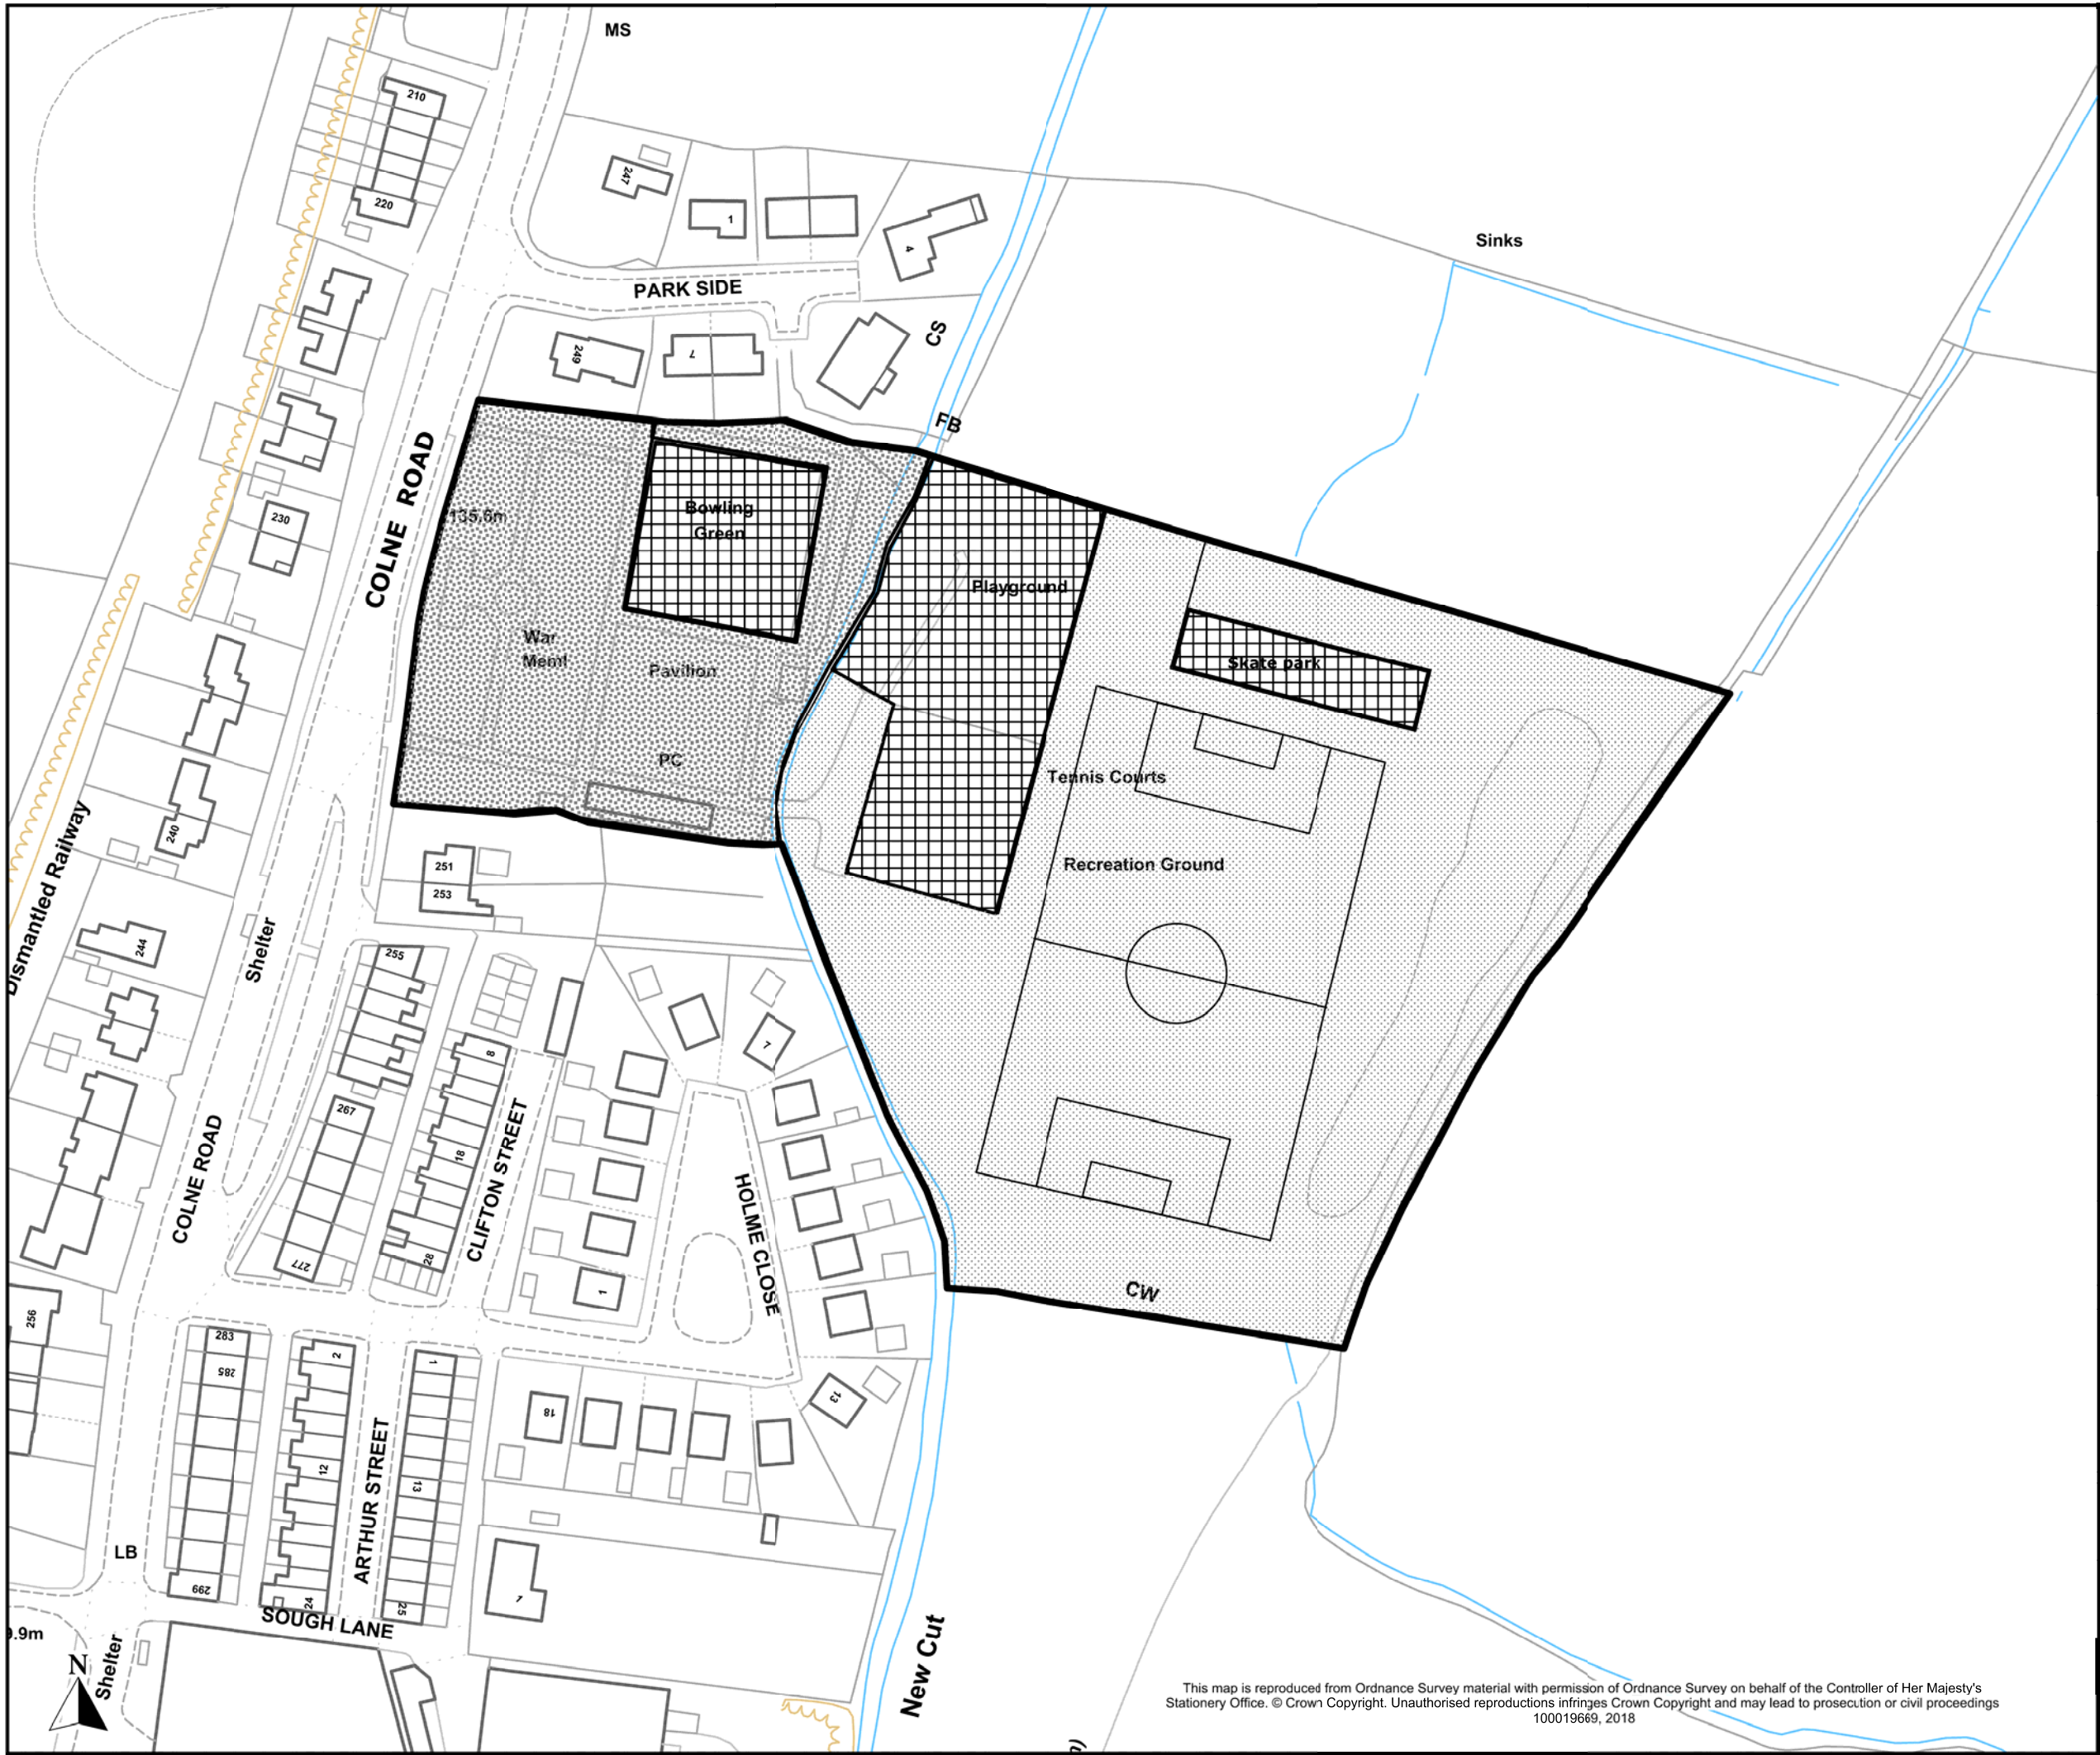 MS
210
247
220
1
4
Sinks
PARK SIDE
CS
249
7
FB
COLNE ROAD
135.6m
Bowling
Green
230
Playground
War
Meml
Pavilion
Skate park
PC
Tennis Courts
240
Dismantled Railway
251
253
Recreation Ground
244
Shelter
255
7
8
267
18
COLNE ROAD
CLIFTON STREET
HOLME CLOSE
277
28
1
CW
256
283
285
2
1
13
18
12
13
ARTHUR STREET
LB
299
24
25
7
SOUGH LANE
9.9m
Shelter
N
New Cut
This map is reproduced from Ordnance Survey material with permission of Ordnance Survey on behalf of the Controller of Her Majesty's
Stationery Office. © Crown Copyright. Unauthorised reproductions infringes Crown Copyright and may lead to prosecution or civil proceedings
100019669, 2018